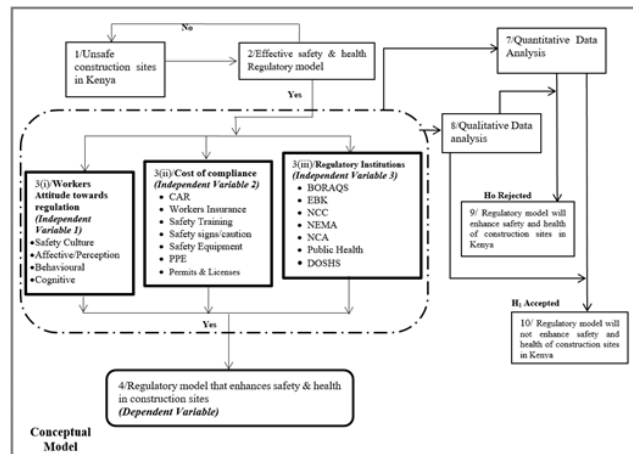 No
1/Unsafe
construction sites
in Kenya
2/Effective safety & health
Regulatory model
Yes
7/Quantitative Data
Analysis
8/Qualitative Data
analysis
3(i)/Workers
Attitude towards
regulation
(Independent
Variable 1)
•Safety Culture
•Affective/Perception
•Behavioural
•Cognitive
3(ii)/Cost of compliance
(Independent Variable 2)
• CAR
• Workers Insurance
• Safety Training
• Safety signs/caution
• Safety Equipment
• PPE
• Permits & Licenses
3(iii)/Regulatory Institutions
(Independent Variable 3)
• BORAQS
• EBK
• NCC
• NEMA
• NCA
• Public Health
• DOSHS
Ho Rejected
9/ Regulatory model will
enhance safety and health
of construction sites in
Kenya
Yes
H₁ Accepted
10/ Regulatory model will
not enhance safety and
health of construction sites
in Kenya
4/Regulatory model that enhances safety & health
in construction sites
(Dependent Variable)
Conceptual
Model